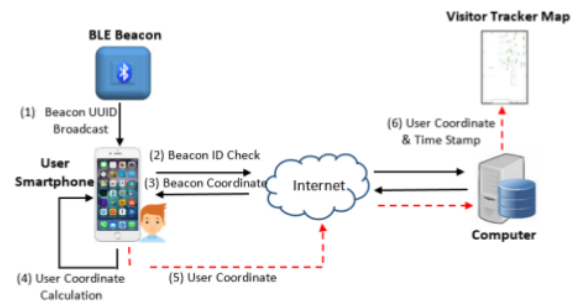 Visitor Tracker Map
BLE Beacon
(1) Beacon UUID
Broadcast
(6) User Coordinate
& Time Stamp
User
Smartphone
(2) Beacon ID Check
(3) Beacon Coordinate
Internet
Computer
(4) User Coordinate
Calculation
(5) User Coordinate